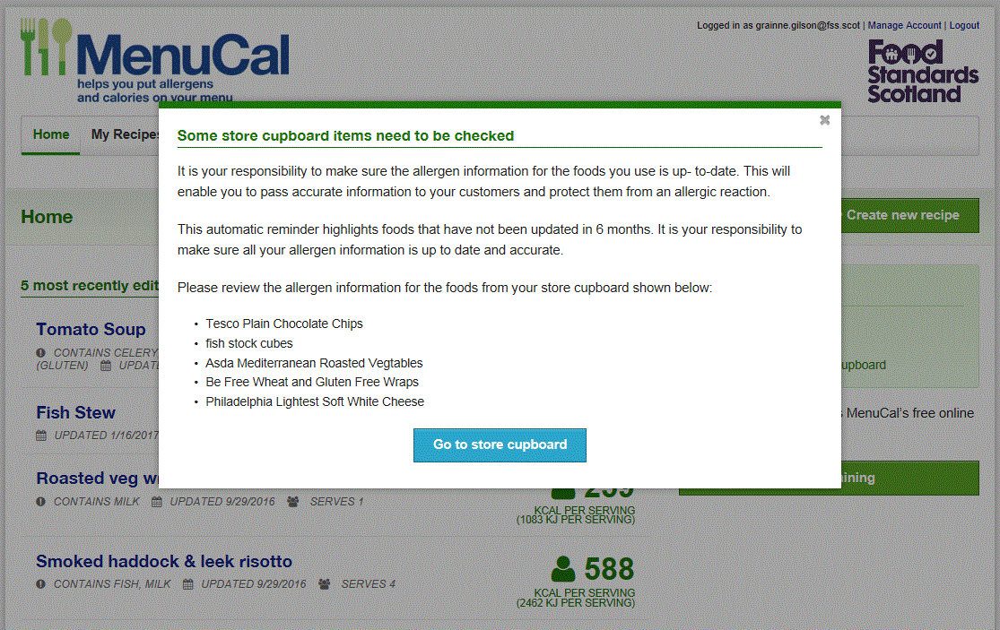 Logged in as grainne.gilson@fss.scot | Manage Account | Logout
MenuCal
helps you put allergens
and calories on your menu
Food
Standards
Scotland
Home
My Recipes
Some store cupboard items need to be checked
It is your responsibility to make sure the allergen information for the foods you use is up- to-date. This will
enable you to pass accurate information to your customers and protect them from an allergic reaction.
This automatic reminder highlights foods that have not been updated in 6 months. It is your responsibility to
make sure all your allergen information is up to date and accurate.
Please review the allergen information for the foods from your store cupboard shown below:
• Tesco Plain Chocolate Chips
• fish stock cubes
• Asda Mediterranean Roasted Vegtables
• Be Free Wheat and Gluten Free Wraps
• Philadelphia Lightest Soft White Cheese
Go to store cupboard
Home
Create new recipe
5 most recently edit
Tomato Soup
CONTAINS CELERY
(GLUTEN) UPDATE
upboard
Fish Stew
UPDATED 1/16/2017
s MenuCal's free online
ining
Roasted veg w
CONTAINS MILK UPDATED 9/29/2016 SERVES 1
259
KCAL PER SERVING
(1083 KJ PER SERVING)
Smoked haddock & leek risotto
CONTAINS FISH, MILK UPDATED 9/29/2016 SERVES 4
588
KCAL PER SERVING
(2462 KJ PER SERVING)